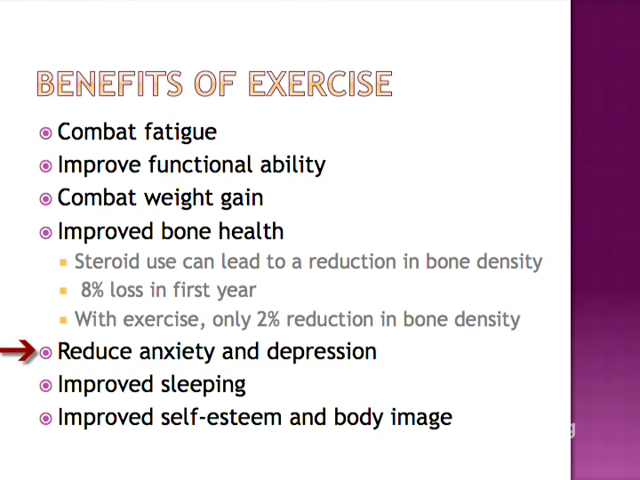 BENEFITS OF EXERCISE
Combat fatigue
Improve functional ability
Combat weight gain
Improved bone health
Steroid use can lead to a reduction in bone density
8% loss in first year
With exercise, only 2% reduction in bone density
Reduce anxiety and depression
Improved sleeping
Improved self-esteem and body image